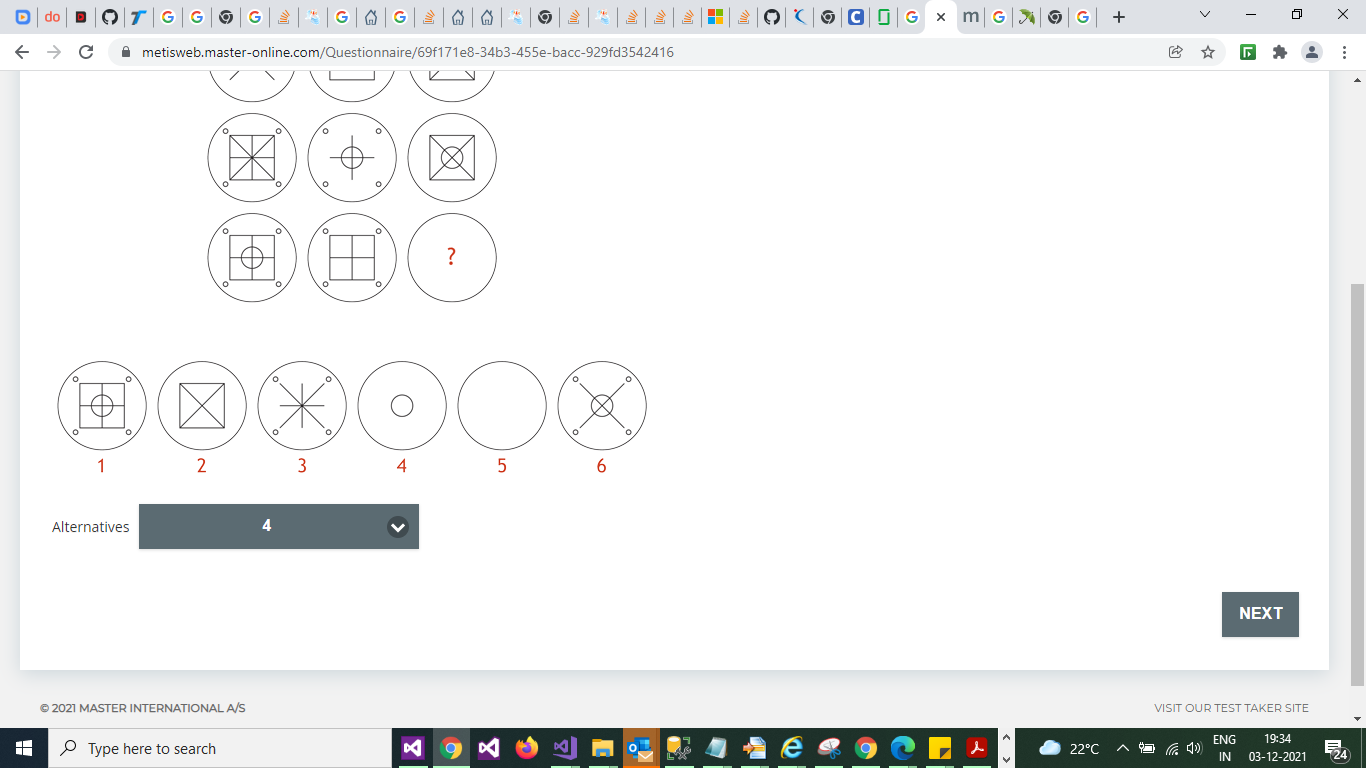 metisweb.master-online.com/Questionnaire/69f171e8-34b3-455e-bacc-929fd3542416
?
1 2 3 4 5 6
Alternatives 4
NEXT
© 2021 MASTER INTERNATIONAL A/S VISIT OUR TEST TAKER SITE
Type here to search 22°C ENG 19:34
IN 03-12-2021 24